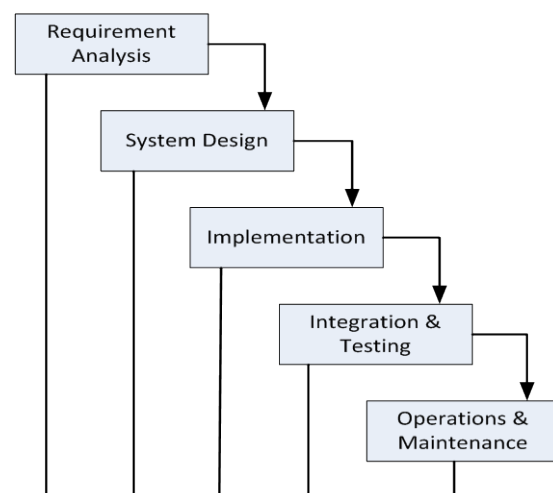 Requirement
Analysis
System Design
Implementation
Integration &
Testing
Operations &
Maintenance